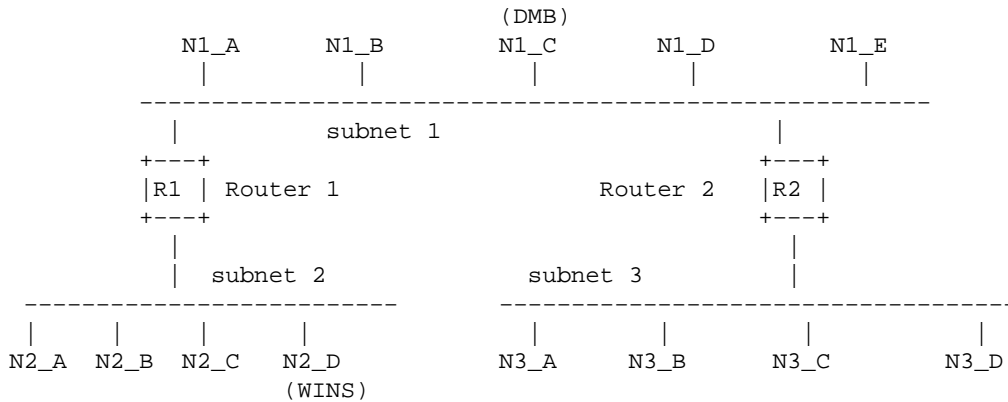 (DMB)
N1_A N1_B N1_C N1_D N1_E
subnet 1
R1 Router 1 Router 2 R2
subnet 2 subnet 3
N2_A N2_B N2_C N2_D N3_A N3_B N3_C N3_D
(WINS)